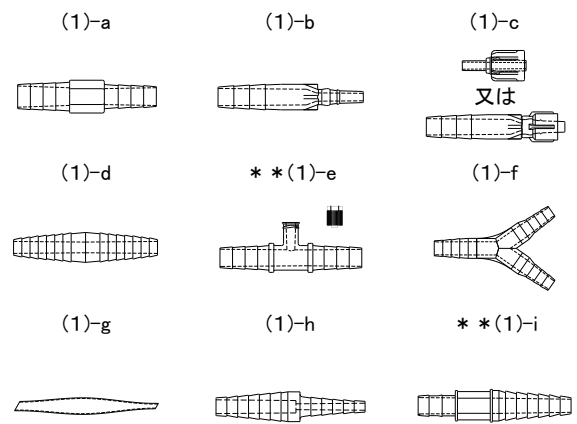 （1）-a
（1）-b
（1）-c
又は
（1）-d
＊＊（1）-e
（1）-f
（1）-g
（1）-h
＊＊（1）-i